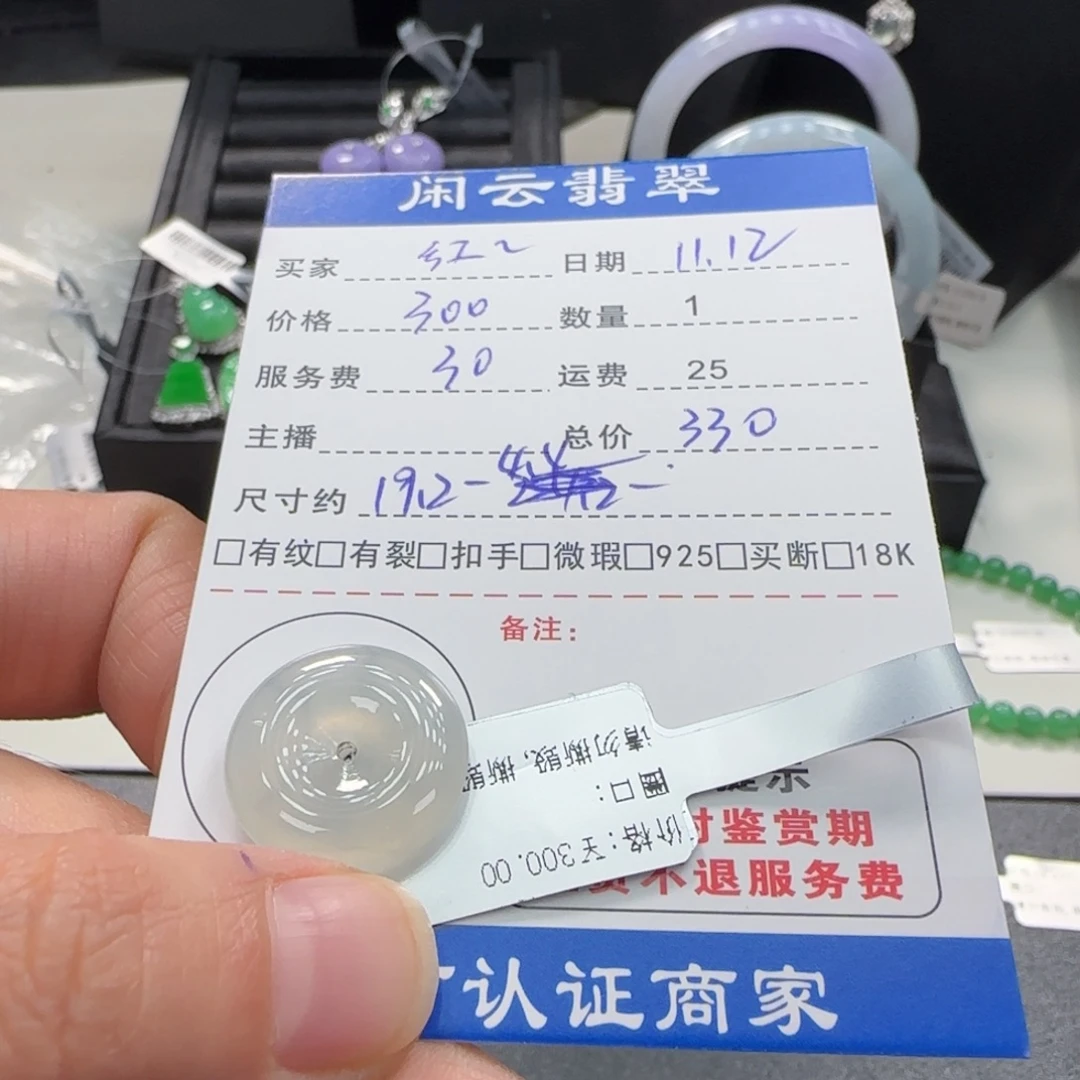 闲云翡翠
买家 红~ 日期 11.12
价格 300 数量 1
服务费 30 运费 25
主播 总价 330
尺寸约 19.2-
□有纹□有裂□扣手□微瑕□925□买断□18K
备注：
请勿撕毁，撕毁
圈口：
价格：￥300.00
提示
时鉴赏期
不退服务费
认证商家